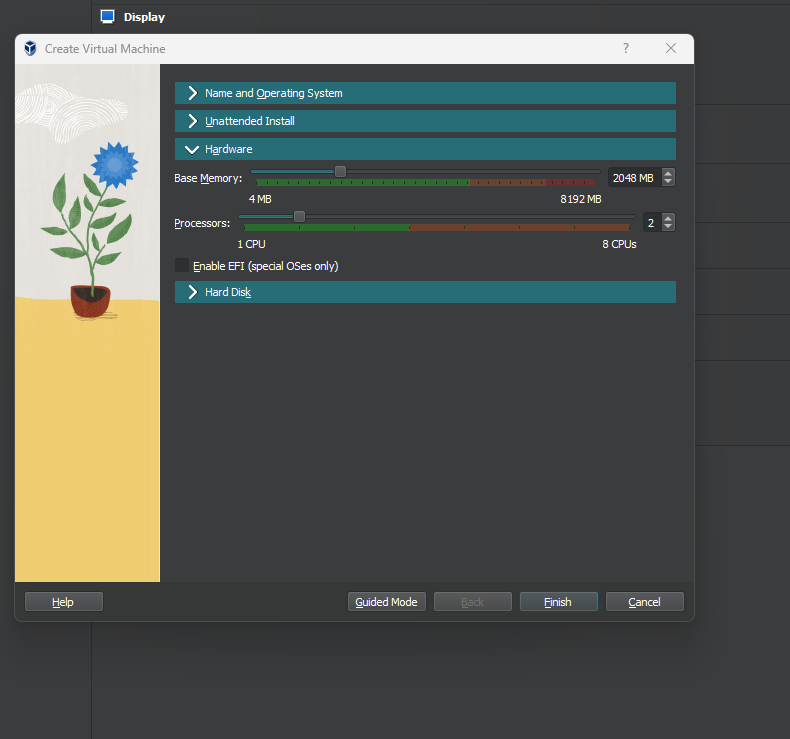 Display
Create Virtual Machine
?
Name and Operating System
Unattended Install
Hardware
Base Memory:
2048 MB
4 MB
8192 MB
Processors:
2
1 CPU
8 CPUs
Enable EFI (special OSes only)
Hard Disk
Help
Guided Mode
Back
Finish
Cancel